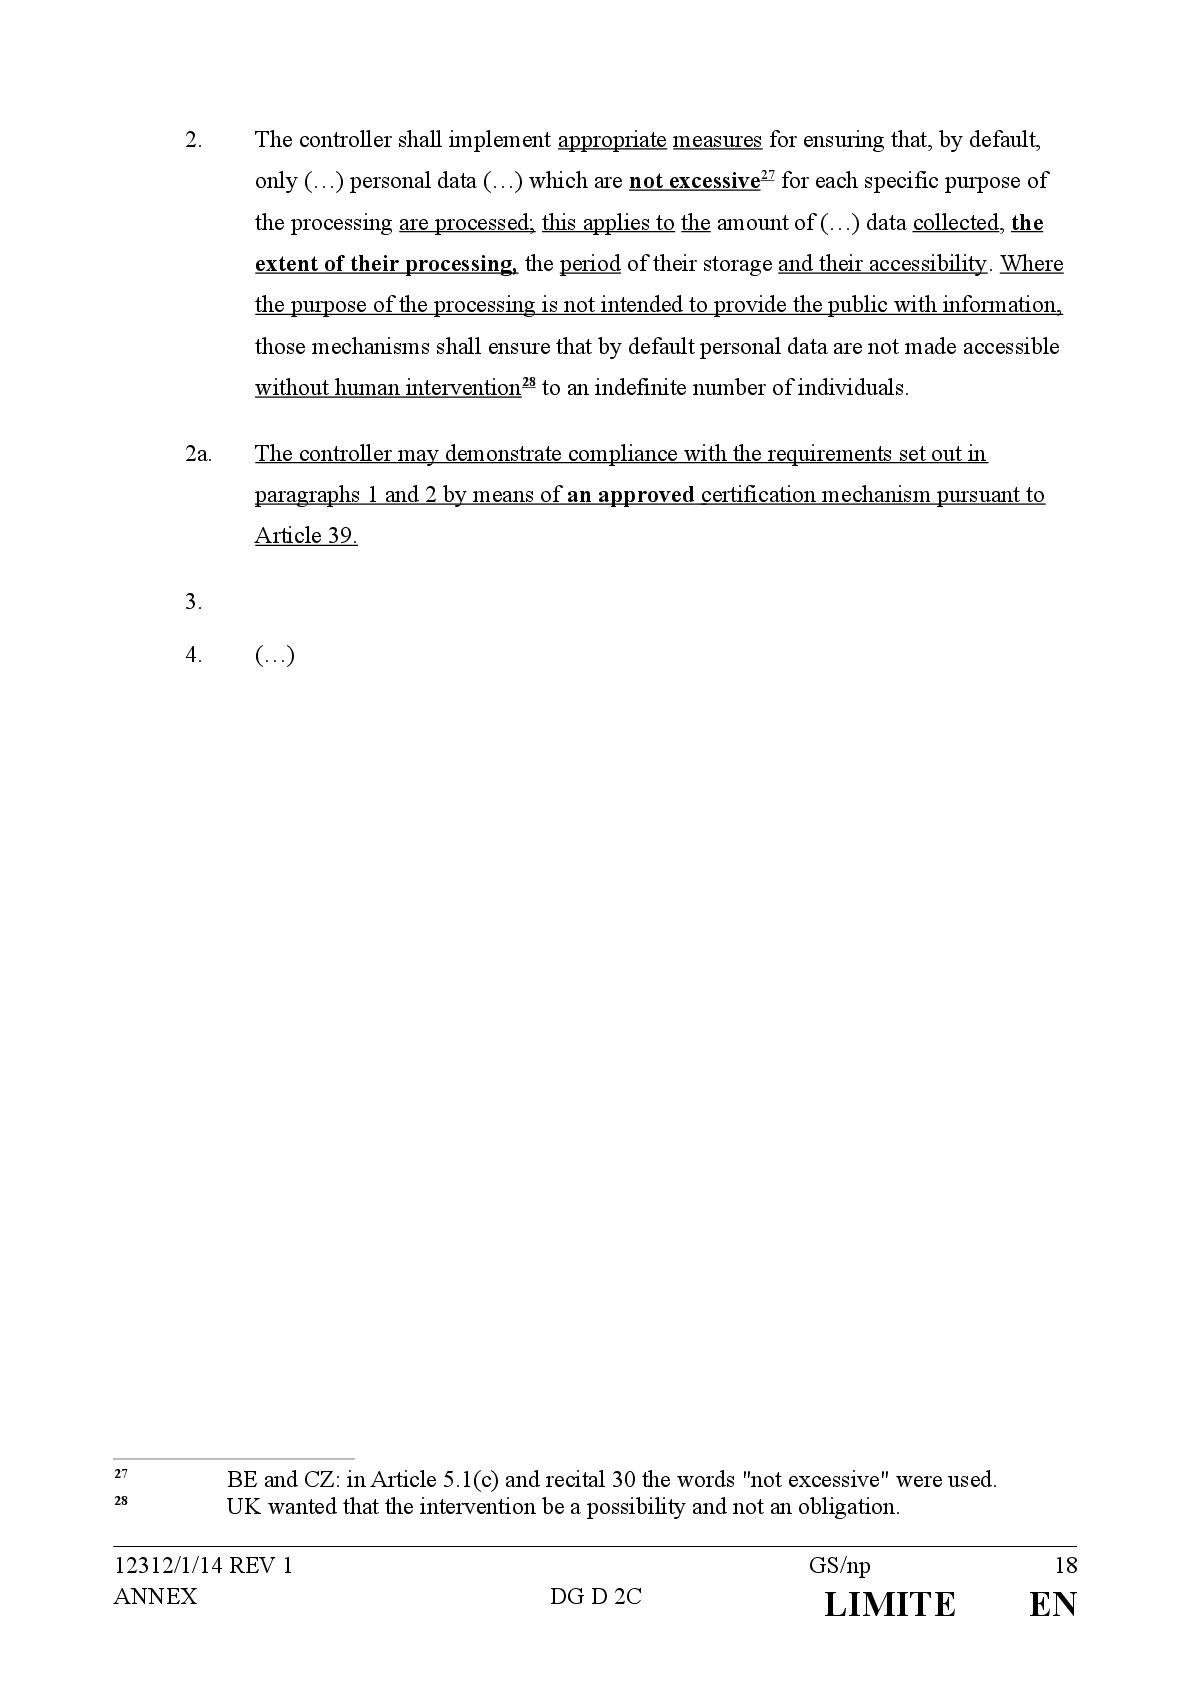 2. The controller shall implement appropriate measures for ensuring that, by default,
only (…) personal data (…) which are not excessive27 for each specific purpose of
the processing are processed; this applies to the amount of (…) data collected, the
extent of their processing, the period of their storage and their accessibility. Where
the purpose of the processing is not intended to provide the public with information,
those mechanisms shall ensure that by default personal data are not made accessible
without human intervention28 to an indefinite number of individuals.
2a. The controller may demonstrate compliance with the requirements set out in
paragraphs 1 and 2 by means of an approved certification mechanism pursuant to
Article 39.
3.
4. (…)
27 BE and CZ: in Article 5.1(c) and recital 30 the words "not excessive" were used.
28 UK wanted that the intervention be a possibility and not an obligation.
12312/1/14 REV 1 GS/np 18
ANNEX DG D 2C LIMITE EN